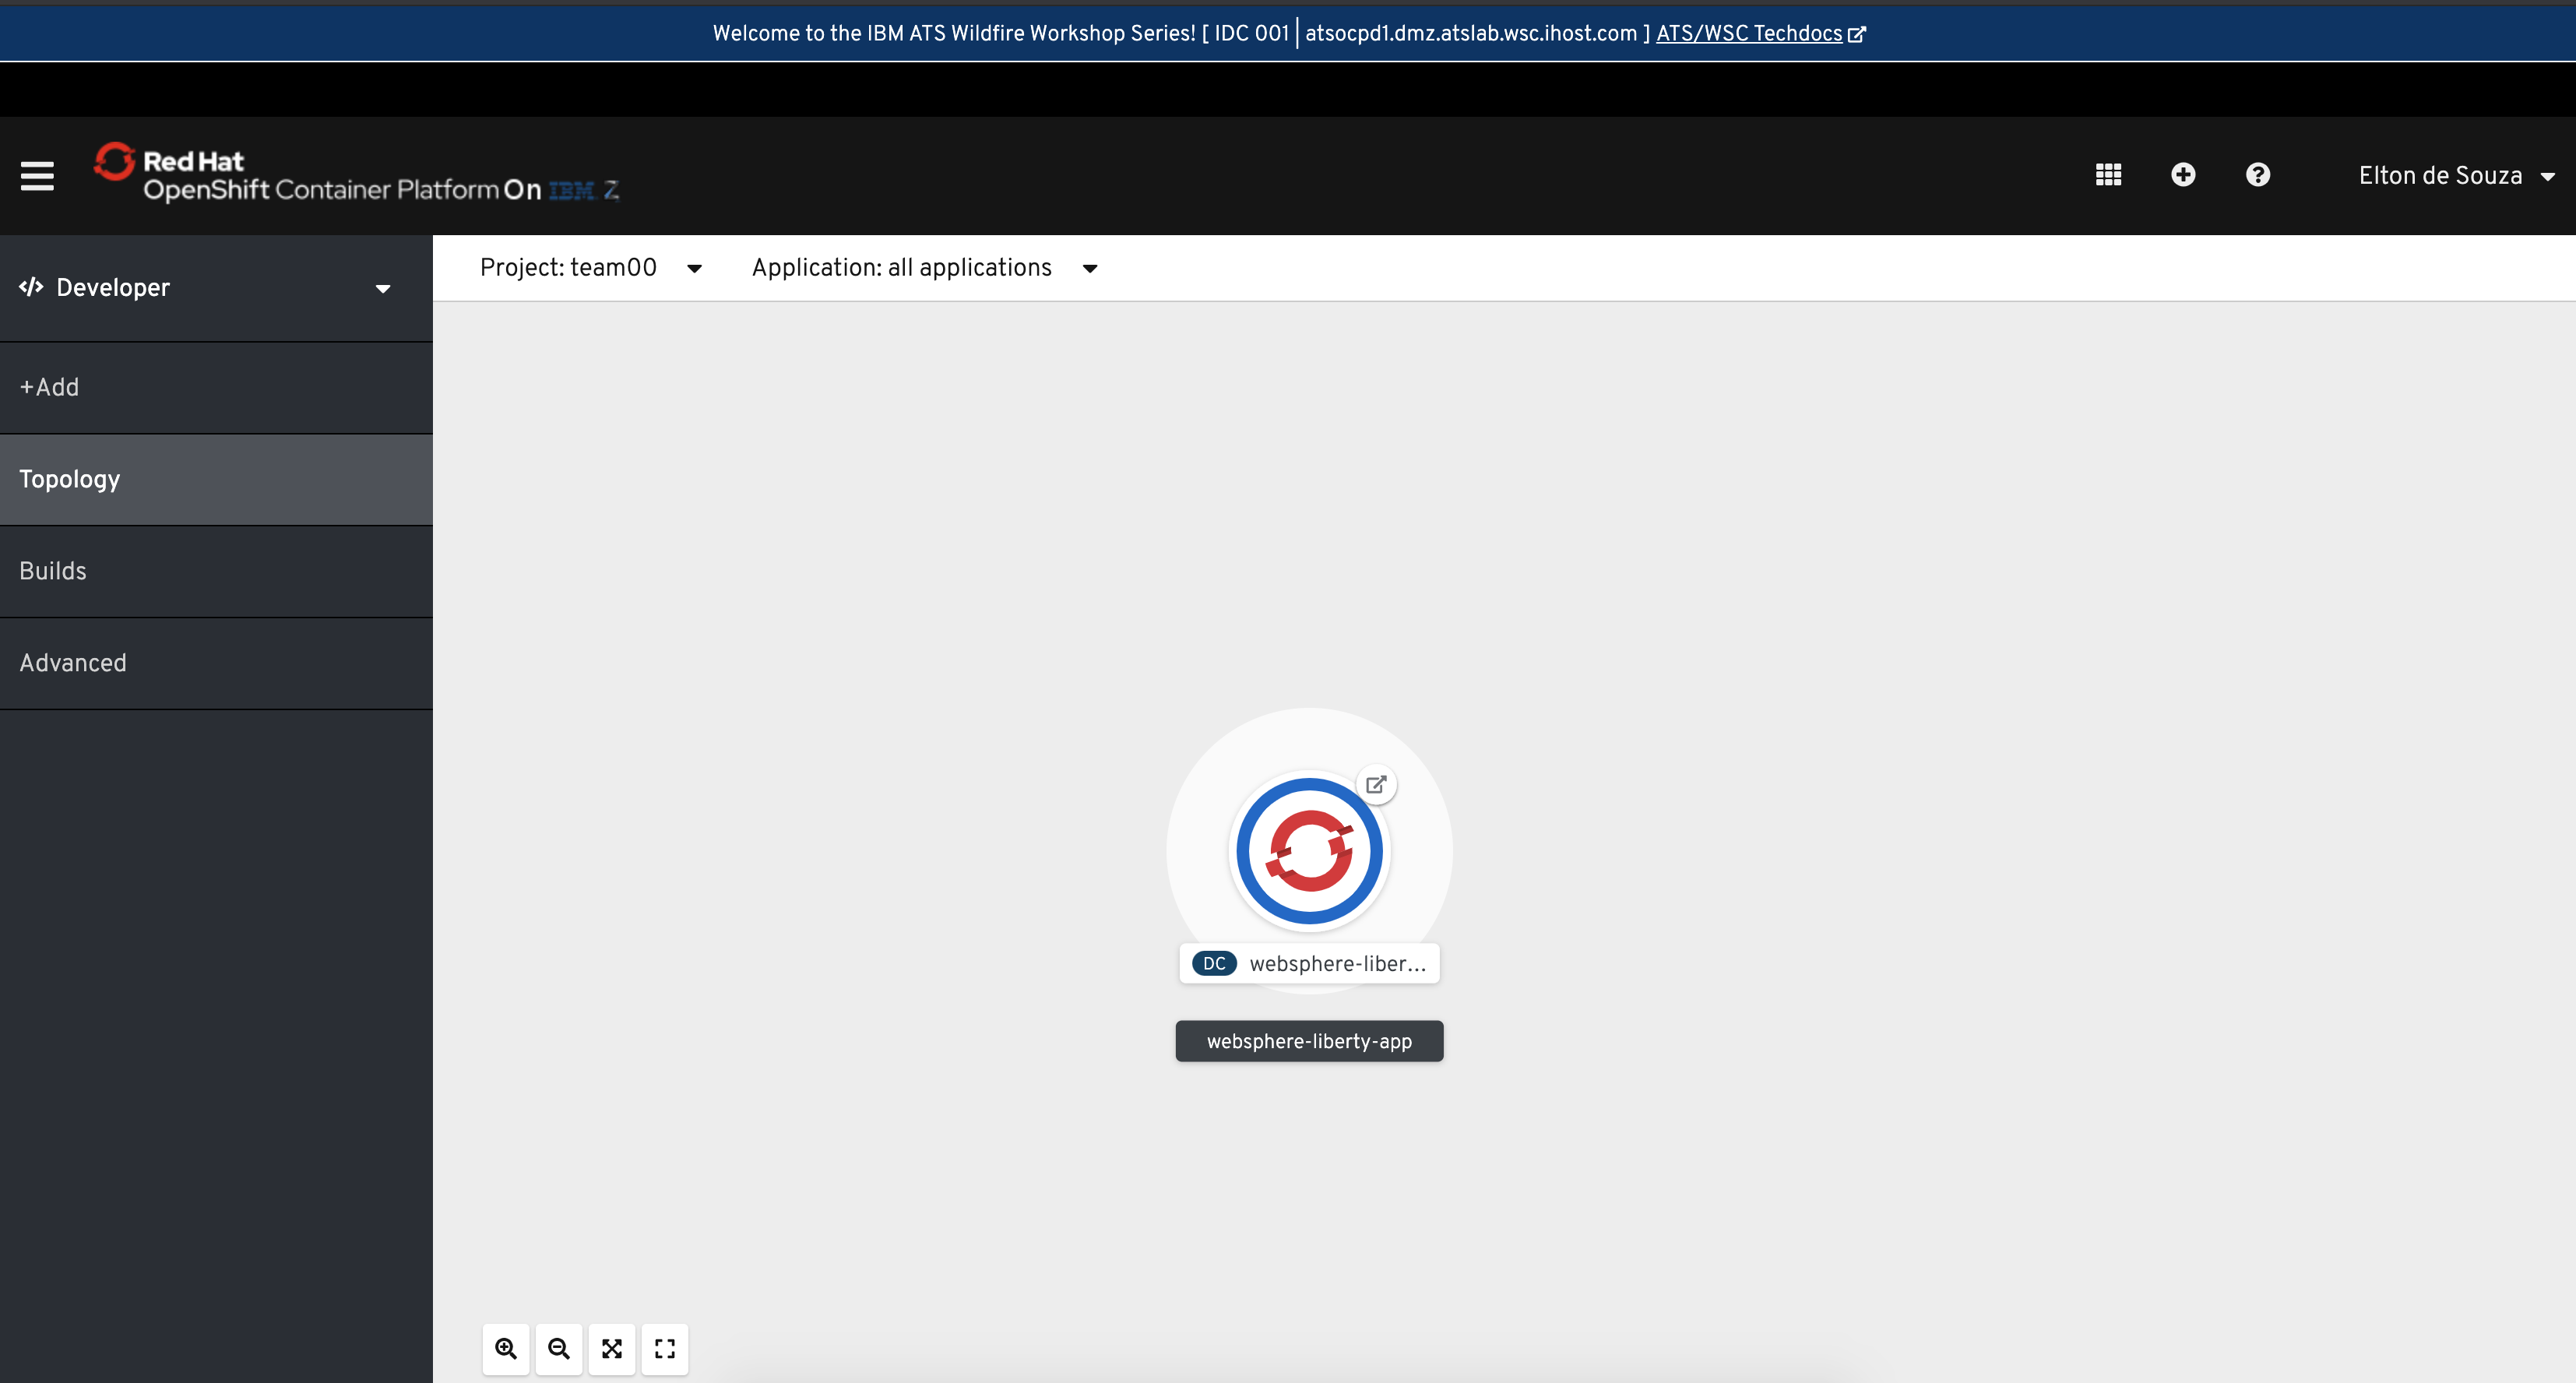 Welcome to the IBM ATS Wildfire Workshop Series! [ IDC 001 | atsocpd1.dmz.atslab.wsc.ihost.com ] ATS/WSC Techdocs
Red Hat
OpenShift Container Platform On IBM Z
Elton de Souza
</> Developer
Project: team00
Application: all applications
+Add
Topology
Builds
Advanced
DC websphere-liber...
websphere-liberty-app